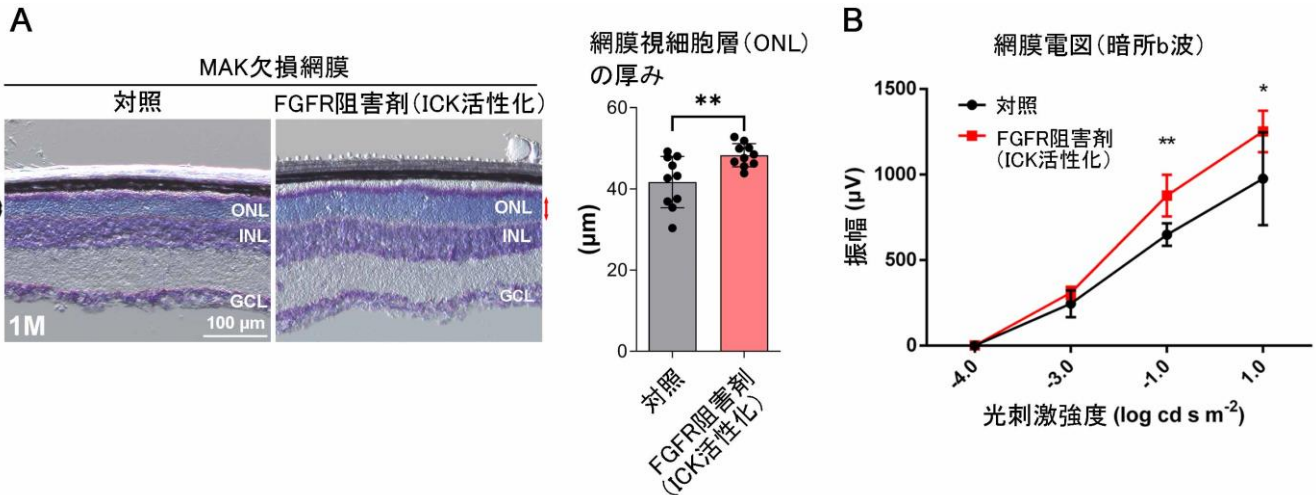 A
MAK欠損網膜
対照
FGFR阻害剤(ICK活性化)
ONL
INL
GCL
1M
100 µm
ONL
INL
GCL
網膜視細胞層(ONL)
の厚み
**
60
40
20
0
(µm)
対照
FGFR阻害剤
(ICK活性化)
B
網膜電図(暗所b波)
対照
FGFR阻害剤
(ICK活性化)
**
*
1500
1000
500
0
振幅 (µV)
-4.0
-3.0
-1.0
1.0
光刺激強度 (log cd s m⁻²)